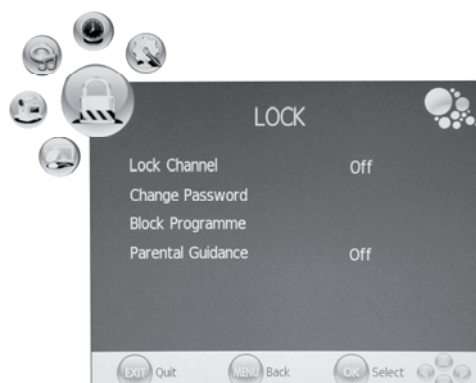 LOCK
Lock Channel Off
Change Password
Block Programme
Parental Guidance Off
EXIT Quit MENU Back OK Select